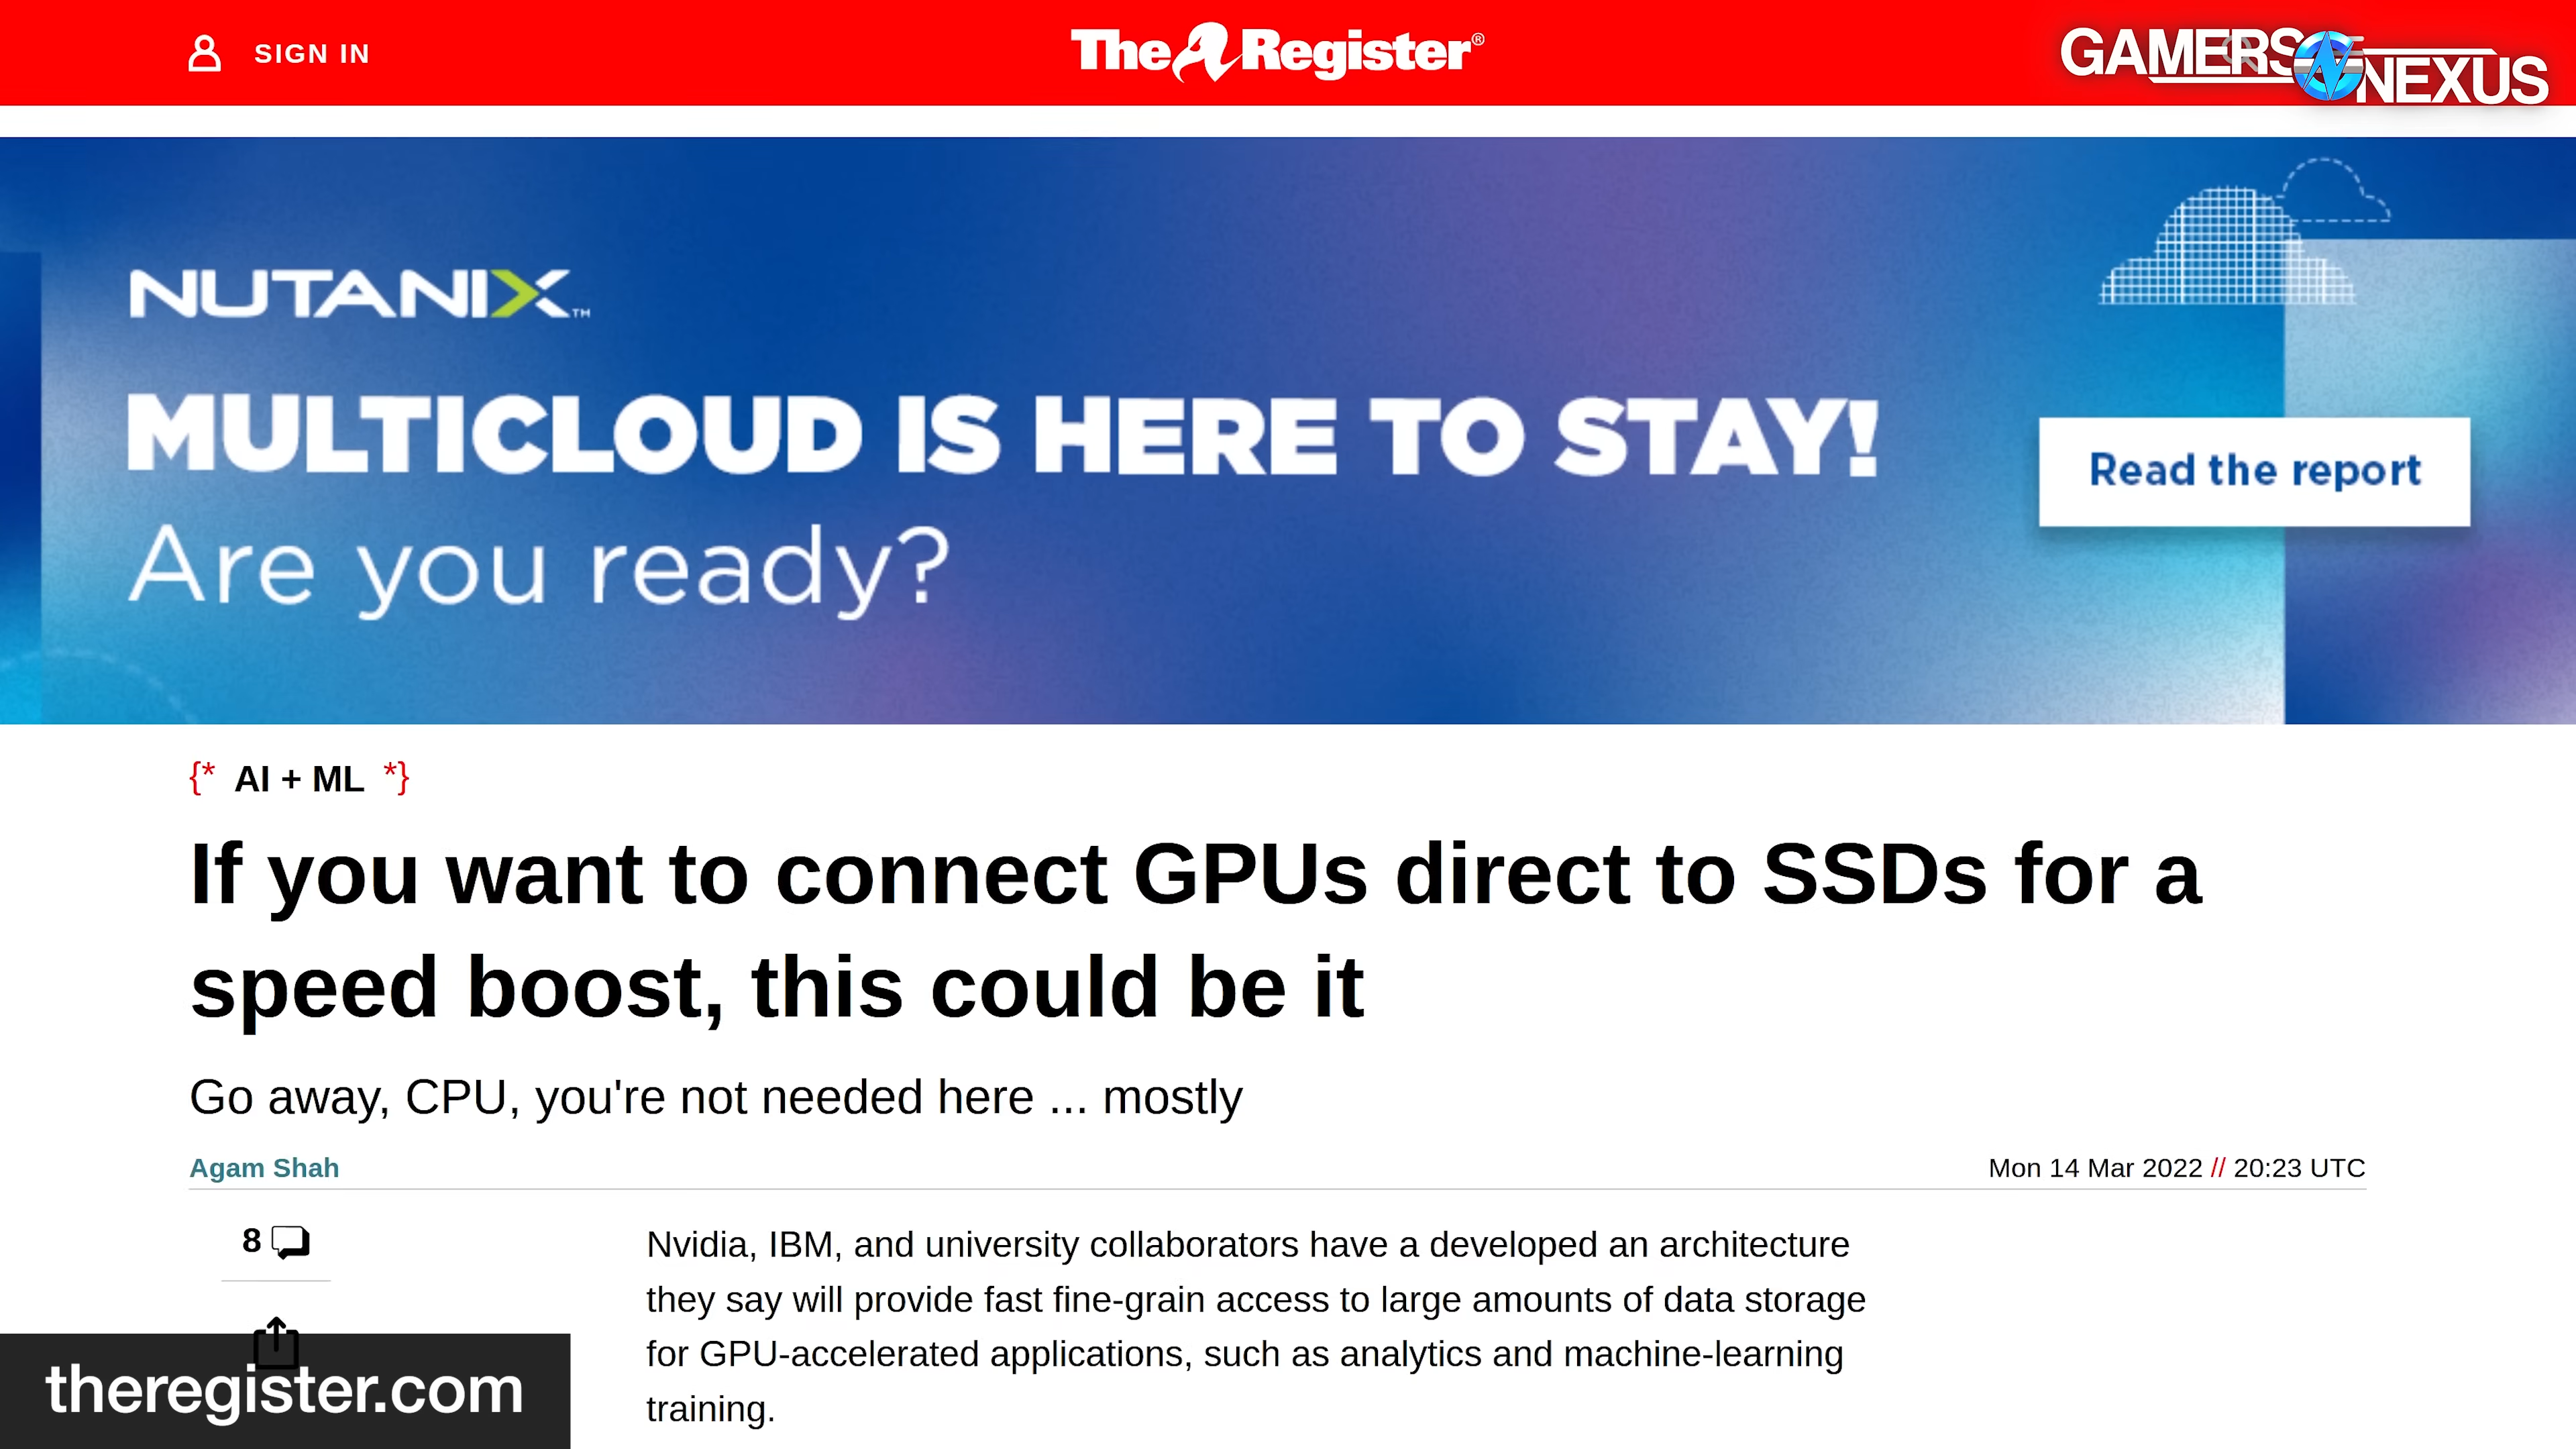 SIGN IN
The Register®
GAMERS NEXUS
NUTANIX™
MULTICLOUD IS HERE TO STAY!
Are you ready?
Read the report
{* AI + ML *}
If you want to connect GPUs direct to SSDs for a
speed boost, this could be it
Go away, CPU, you're not needed here ... mostly
Agam Shah
Mon 14 Mar 2022 // 20:23 UTC
8
Nvidia, IBM, and university collaborators have a developed an architecture
they say will provide fast fine-grain access to large amounts of data storage
for GPU-accelerated applications, such as analytics and machine-learning
training.
theregister.com